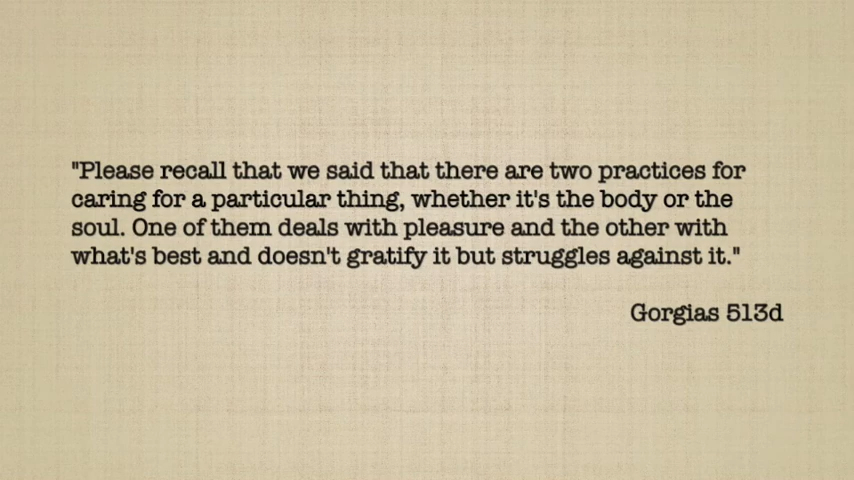 "Please recall that we said that there are two practices for
caring for a particular thing, whether it's the body or the
soul. One of them deals with pleasure and the other with
what's best and doesn't gratify it but struggles against it."
Gorgias 513d